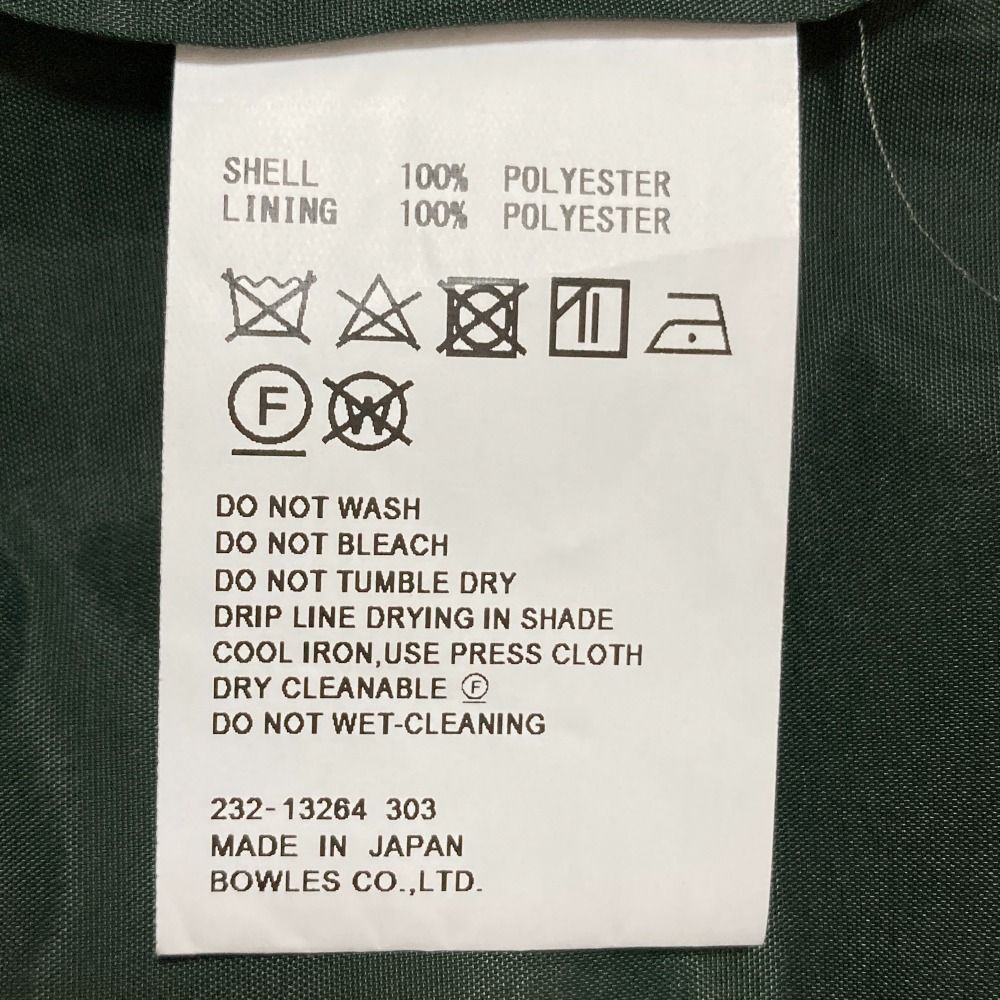 SHELL 100% POLYESTER
LINING 100% POLYESTER
F W
DO NOT WASH
DO NOT BLEACH
DO NOT TUMBLE DRY
DRIP LINE DRYING IN SHADE
COOL IRON,USE PRESS CLOTH
DRY CLEANABLE Ⓕ
DO NOT WET-CLEANING
232-13264 303
MADE IN JAPAN
BOWLES CO.,LTD.